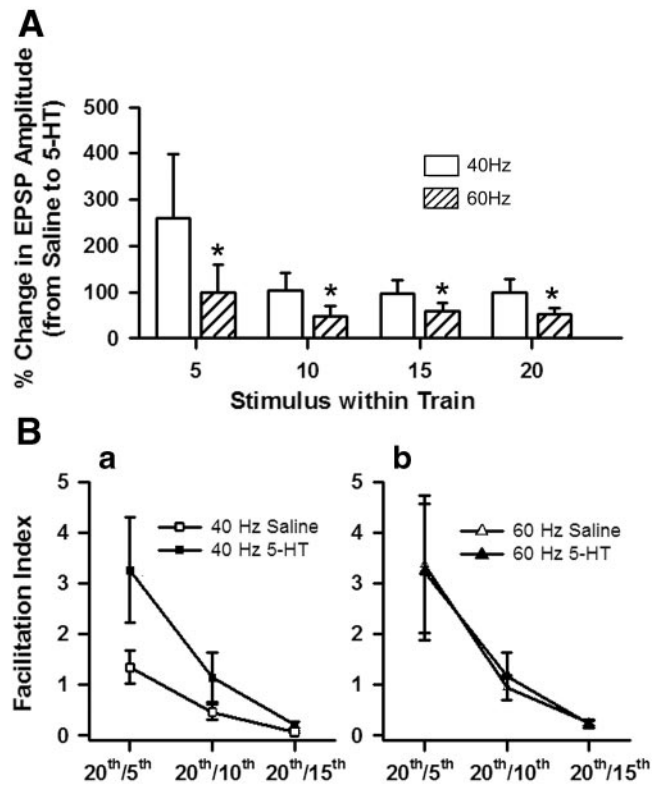 A
% Change in EPSP Amplitude
(from Saline to 5-HT)
500
400
300
200
100
0
40Hz
60Hz
*
*
*
*
5
10
15
20
Stimulus within Train
B
a
b
Facilitation Index
5
4
3
2
1
0
40 Hz Saline
40 Hz 5-HT
20th/5th
20th/10th
20th/15th
5
4
3
2
1
0
60 Hz Saline
60 Hz 5-HT
20th/5th
20th/10th
20th/15th